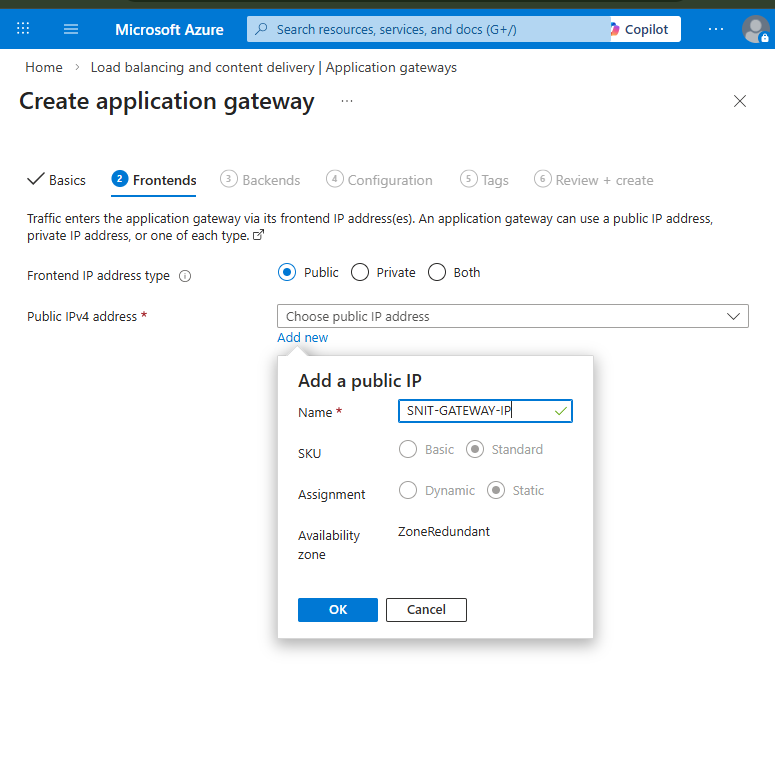 Microsoft Azure
Search resources, services, and docs (G+/)
Copilot
...
Home > Load balancing and content delivery | Application gateways
Create application gateway ...
Basics
2 Frontends
3 Backends
4 Configuration
5 Tags
6 Review + create
Traffic enters the application gateway via its frontend IP address(es). An application gateway can use a public IP address,
private IP address, or one of each type.
Frontend IP address type
Public
Private
Both
Public IPv4 address *
Choose public IP address
Add new
Add a public IP
Name *
SNIT-GATEWAY-IP
SKU
Basic
Standard
Assignment
Dynamic
Static
Availability
zone
ZoneRedundant
OK
Cancel